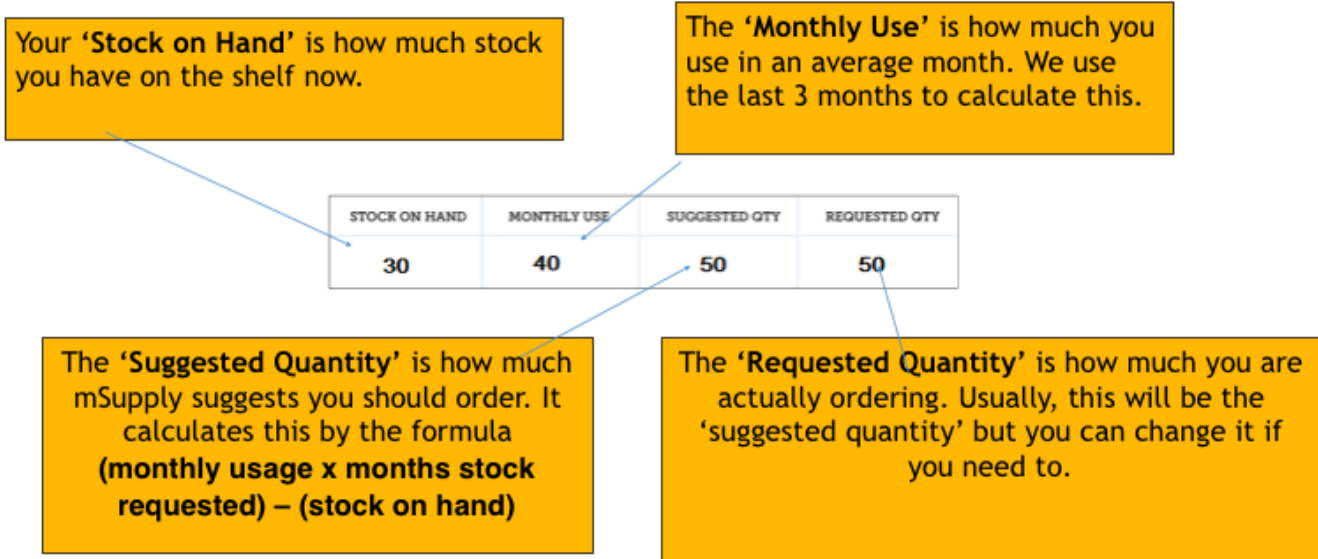 Your ‘Stock on Hand’ is how much stock
you have on the shelf now.
The ‘Monthly Use’ is how much you
use in an average month. We use
the last 3 months to calculate this.
STOCK ON HAND MONTHLY USE SUGGESTED QTY REQUESTED QTY
30 40 50 50
The ‘Suggested Quantity’ is how much
mSupply suggests you should order. It
calculates this by the formula
(monthly usage x months stock
requested) – (stock on hand)
The ‘Requested Quantity’ is how much you are
actually ordering. Usually, this will be the
‘suggested quantity’ but you can change it if
you need to.